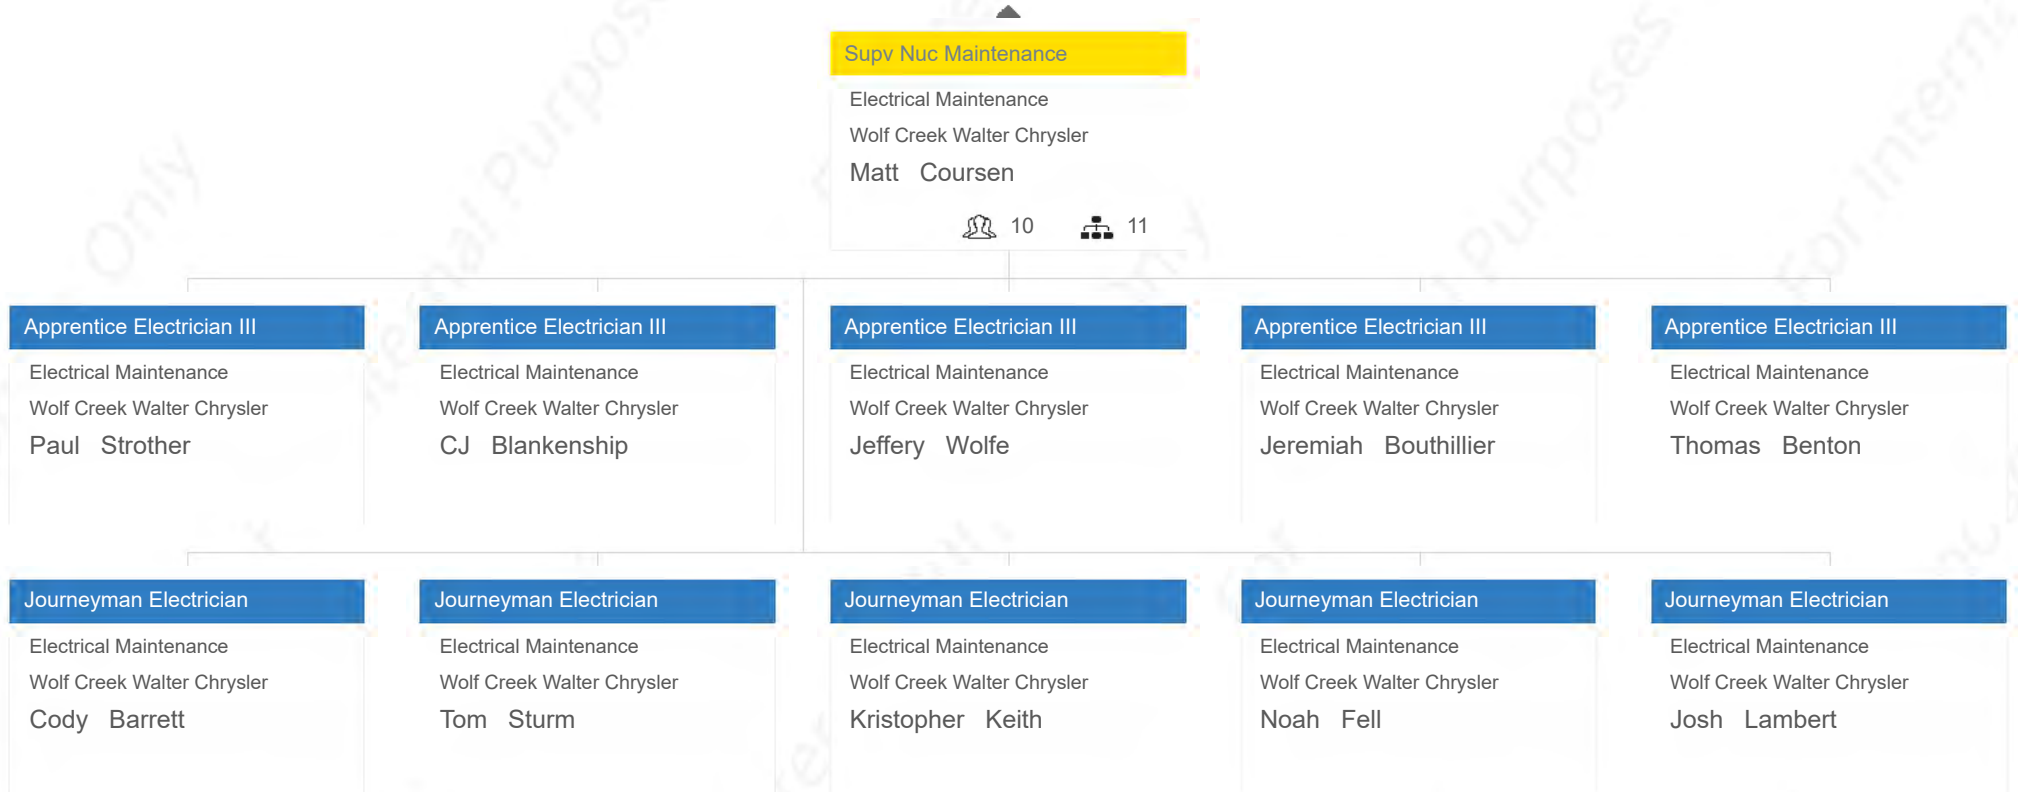 Supv Nuc Maintenance
Electrical Maintenance
Wolf Creek Walter Chrysler
Matt Coursen
10 11
Apprentice Electrician III
Electrical Maintenance
Wolf Creek Walter Chrysler
Paul Strother
Apprentice Electrician III
Electrical Maintenance
Wolf Creek Walter Chrysler
CJ Blankenship
Apprentice Electrician III
Electrical Maintenance
Wolf Creek Walter Chrysler
Jeffery Wolfe
Apprentice Electrician III
Electrical Maintenance
Wolf Creek Walter Chrysler
Jeremiah Bouthillier
Apprentice Electrician III
Electrical Maintenance
Wolf Creek Walter Chrysler
Thomas Benton
Journeyman Electrician
Electrical Maintenance
Wolf Creek Walter Chrysler
Cody Barrett
Journeyman Electrician
Electrical Maintenance
Wolf Creek Walter Chrysler
Tom Sturm
Journeyman Electrician
Electrical Maintenance
Wolf Creek Walter Chrysler
Kristopher Keith
Journeyman Electrician
Electrical Maintenance
Wolf Creek Walter Chrysler
Noah Fell
Journeyman Electrician
Electrical Maintenance
Wolf Creek Walter Chrysler
Josh Lambert